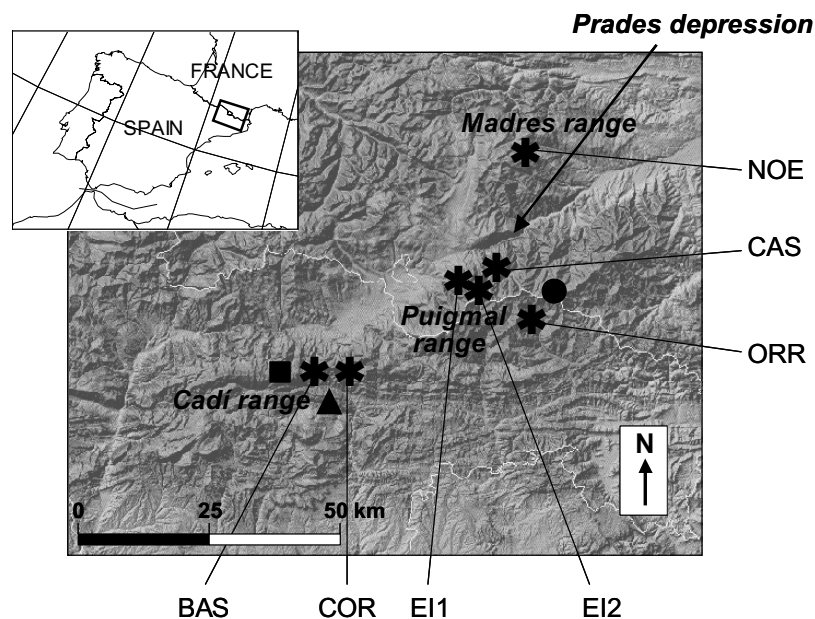 Prades depression
FRANCE
SPAIN
Madres range
NOE
CAS
Puigmal
range
ORR
Cadí range
N
0 25 50 km
BAS COR EI1 EI2